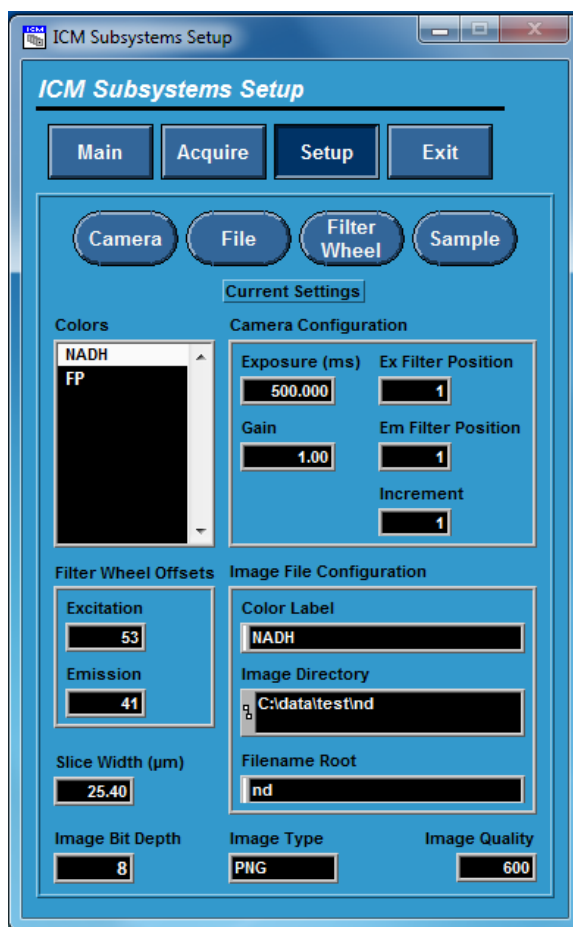 ICM
ICM Subsystems Setup
ICM Subsystems Setup
Main Acquire Setup Exit
Camera File Filter Wheel Sample
Current Settings
Colors
NADH
FP
Camera Configuration
Exposure (ms) Ex Filter Position
500.000 1
Gain Em Filter Position
1.00 1
Increment
1
Filter Wheel Offsets
Excitation
53
Emission
41
Image File Configuration
Color Label
NADH
Image Directory
C:\data\test\nd
Filename Root
nd
Slice Width (µm)
25.40
Image Bit Depth Image Type Image Quality
8 PNG 600